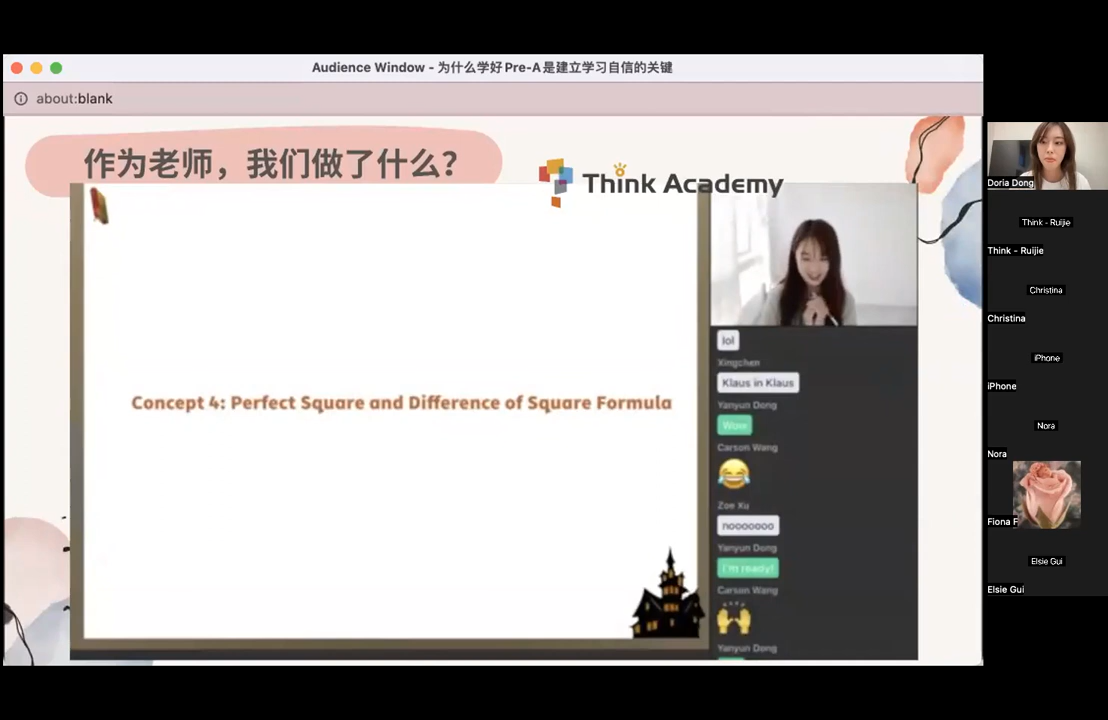 Audience Window - 为什么学好 Pre-A 是建立学习自信的关键
about:blank
作为老师，我们做了什么？
Think Academy
Concept 4: Perfect Square and Difference of Square Formula
lol
Xingchen
Klaus in Klaus
Yanyun Dong
Carson Wang
Zoe Xu
nooooooo
Yanyun Dong
I'm ready!
Carson Wang
Yanyun Dong
Doria Dong
Think - Ruijie
Think - Ruijie
Christina
Christina
iPhone
iPhone
Nora
Nora
Fiona F
Elsie Gui
Elsie Gui